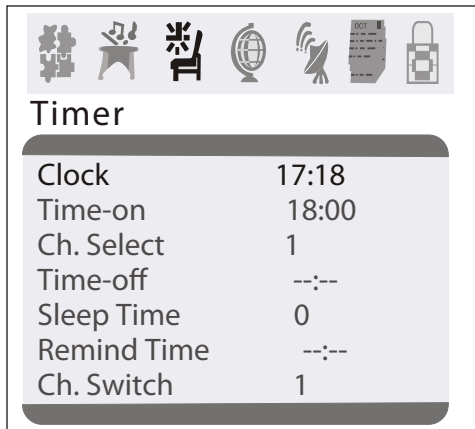 OCT
Timer
Clock 17:18
Time-on 18:00
Ch. Select 1
Time-off --:--
Sleep Time 0
Remind Time --:--
Ch. Switch 1